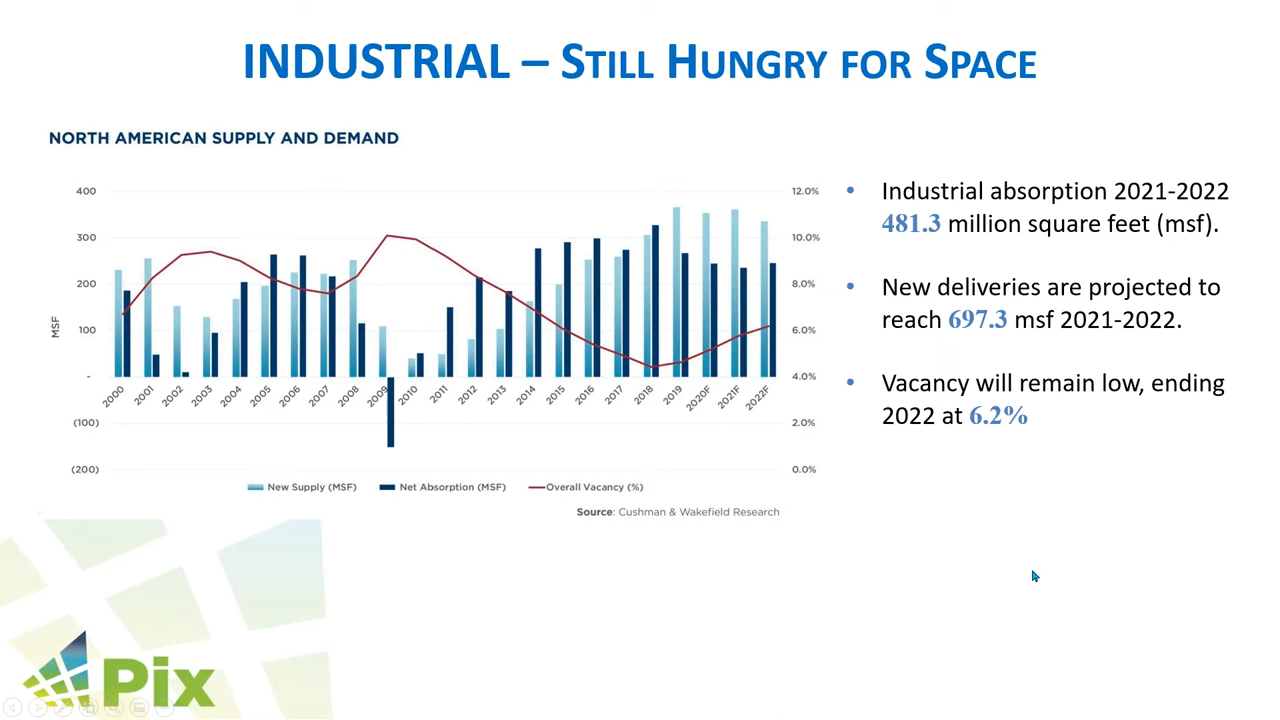 INDUSTRIAL – STILL HUNGRY FOR SPACE
NORTH AMERICAN SUPPLY AND DEMAND
400
300
200
100
-
(100)
(200)
MSF
12.0%
10.0%
8.0%
6.0%
4.0%
2.0%
0.0%
2000
2001
2002
2003
2004
2005
2006
2007
2008
2009
2010
2011
2012
2013
2014
2015
2016
2017
2018
2019
2020F
2021F
2022F
New Supply (MSF)
Net Absorption (MSF)
Overall Vacancy (%)
Source: Cushman & Wakefield Research
• Industrial absorption 2021-2022
481.3 million square feet (msf).
• New deliveries are projected to
reach 697.3 msf 2021-2022.
• Vacancy will remain low, ending
2022 at 6.2%
Pix